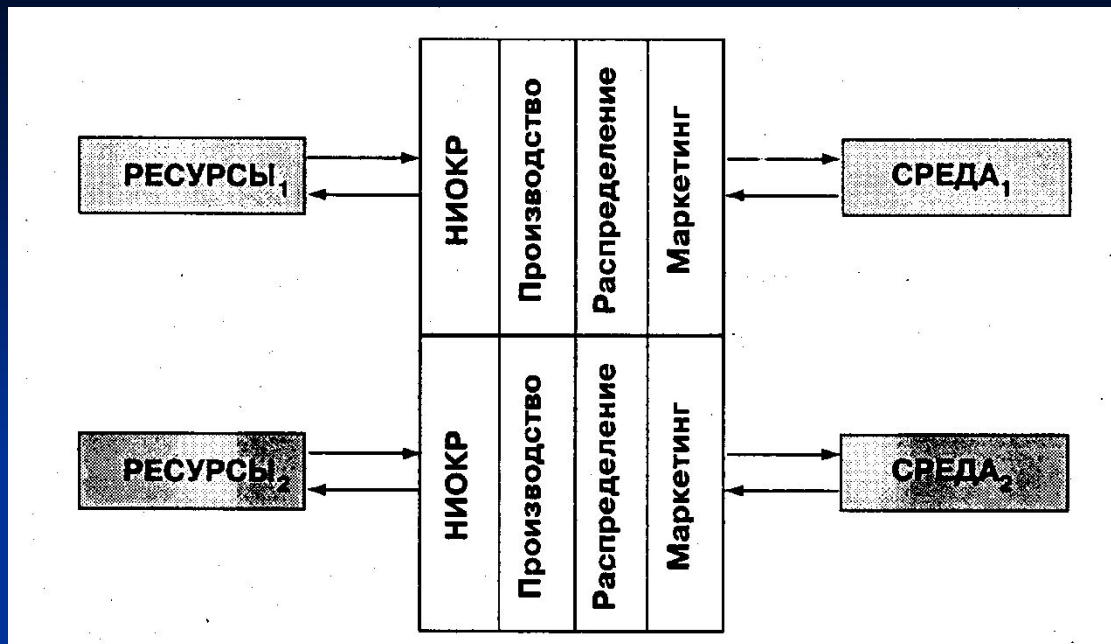 РЕСУРСЫ₁
НИОКР
Производство
Распределение
Маркетинг
СРЕДА₁
РЕСУРСЫ₂
НИОКР
Производство
Распределение
Маркетинг
СРЕДА₂